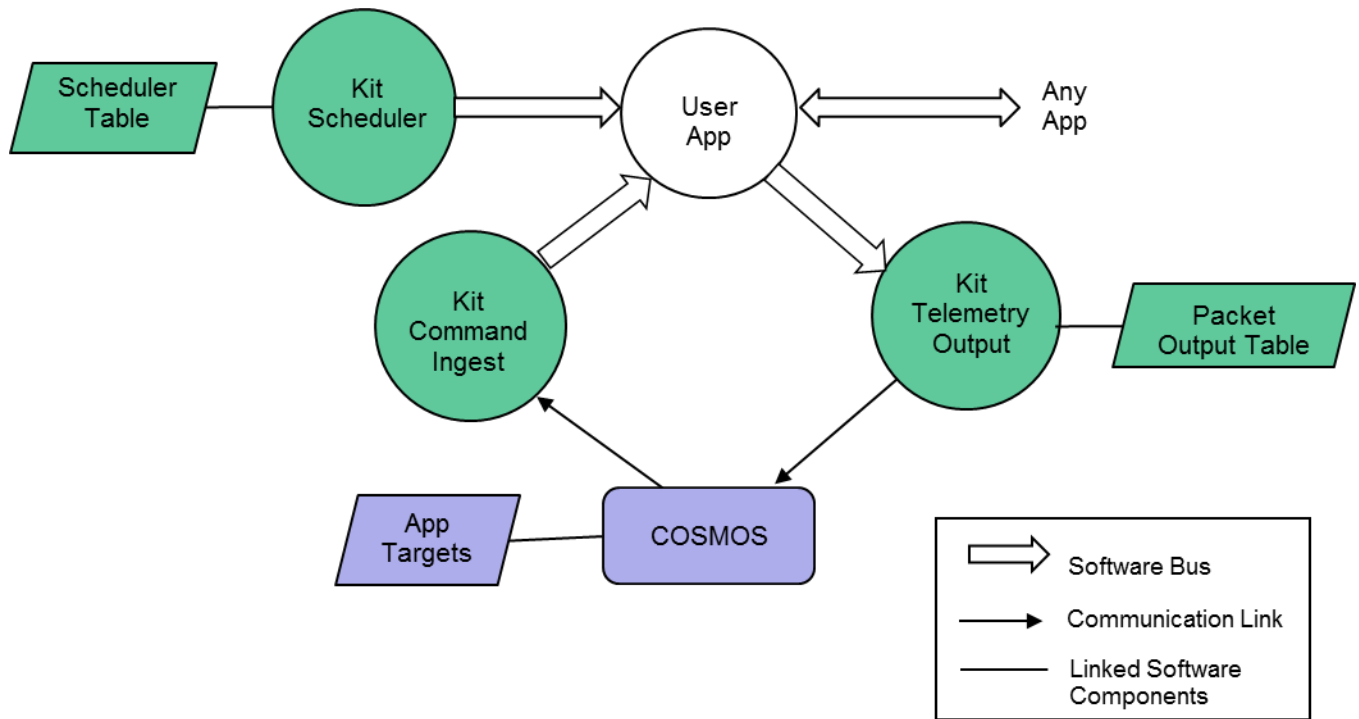 Scheduler
Table
Kit
Scheduler
User
App
Any
App
Kit
Command
Ingest
Kit
Telemetry
Output
Packet
Output Table
App
Targets
COSMOS
Software Bus
Communication Link
Linked Software
Components